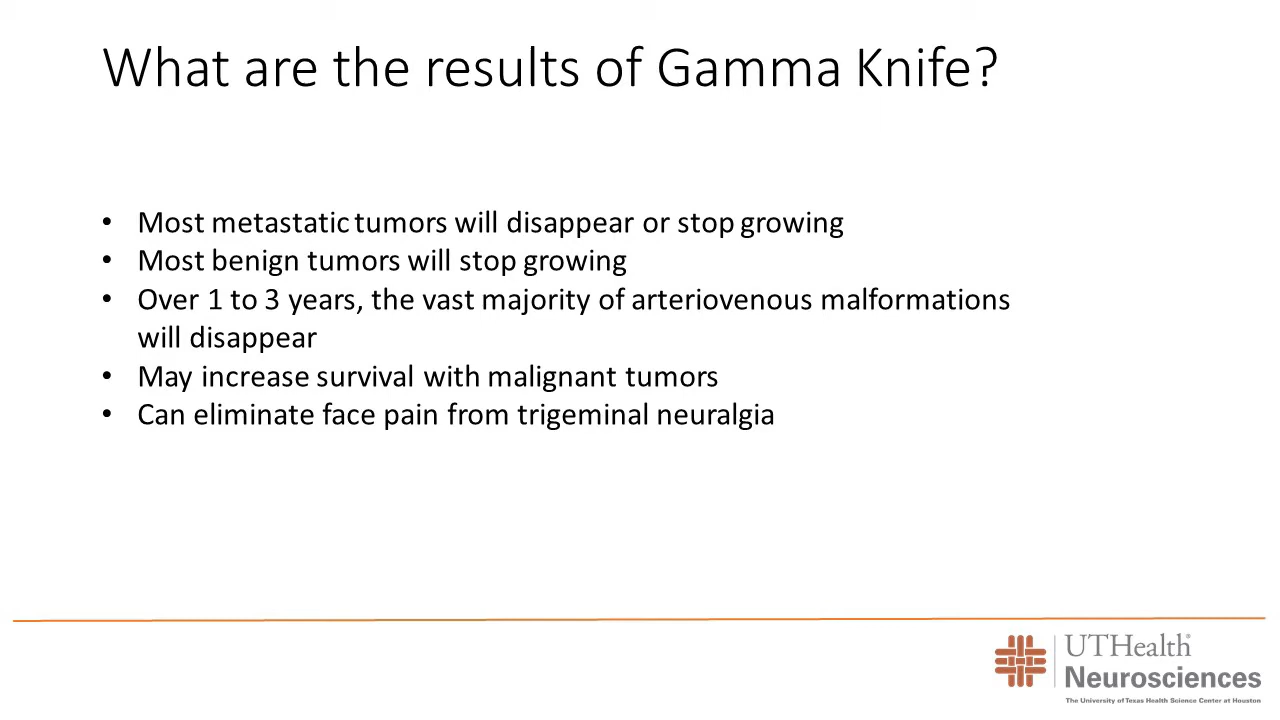 What are the results of Gamma Knife?
• Most metastatic tumors will disappear or stop growing
• Most benign tumors will stop growing
• Over 1 to 3 years, the vast majority of arteriovenous malformations
will disappear
• May increase survival with malignant tumors
• Can eliminate face pain from trigeminal neuralgia
UTHealth®
Neurosciences
The University of Texas Health Science Center at Houston